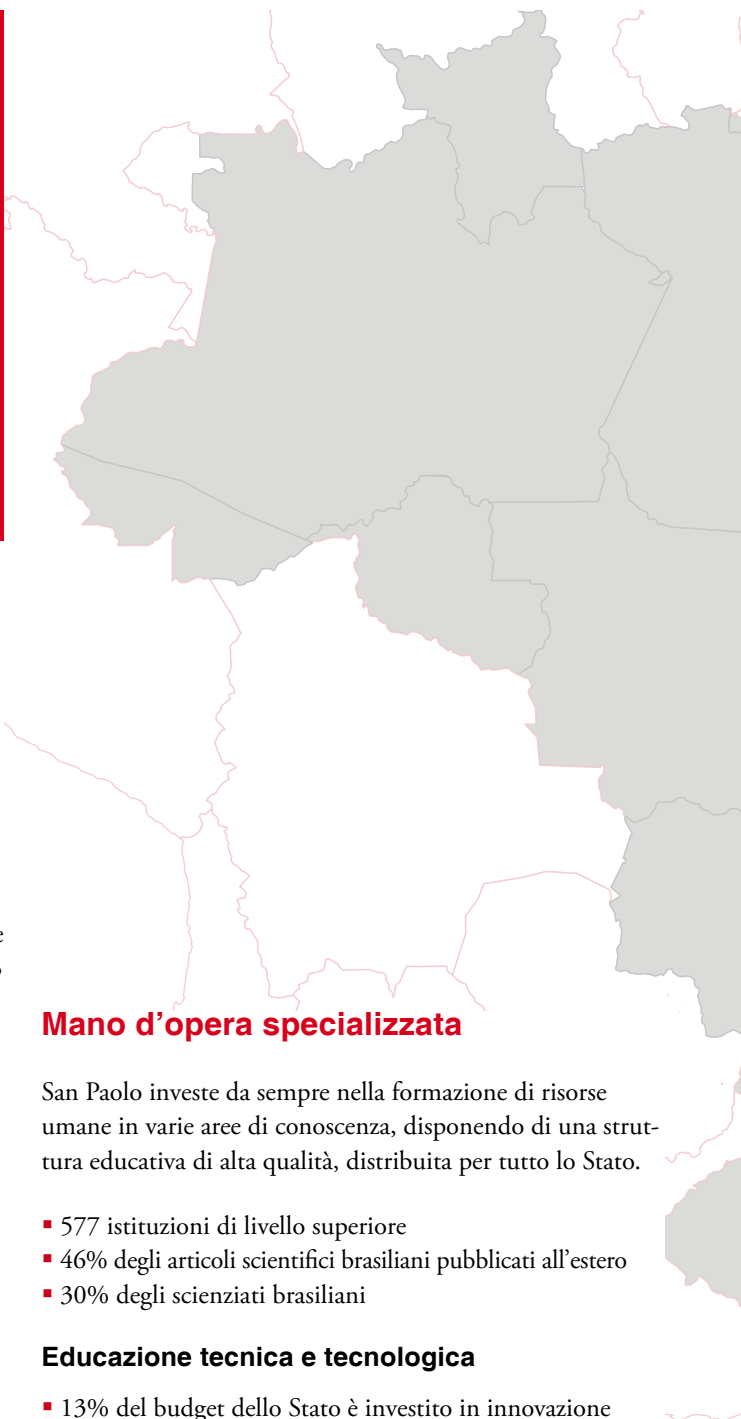 e
Mano d’opera specializzata
San Paolo investe da sempre nella formazione di risorse
umane in varie aree di conoscenza, disponendo di una strut-
tura educativa di alta qualità, distribuita per tutto lo Stato.
▪ 577 istituzioni di livello superiore
▪ 46% degli articoli scientifici brasiliani pubblicati all’estero
▪ 30% degli scienziati brasiliani
Educazione tecnica e tecnologica
▪ 13% del budget dello Stato è investito in innovazione